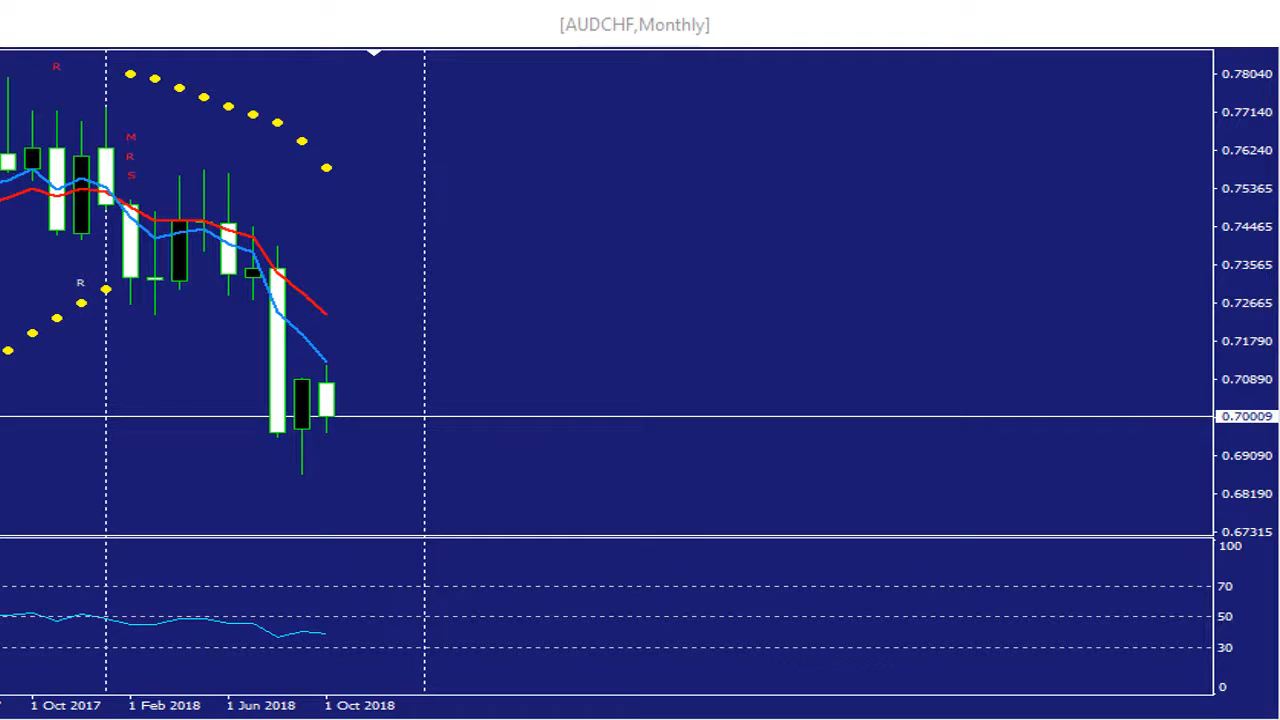 [AUDCHF,Monthly]
R
M
R
S
R
0.78040
0.77140
0.76240
0.75365
0.74465
0.73565
0.72665
0.71790
0.70890
0.70009
0.69090
0.68190
0.67315
100
70
50
30
0
1 Oct 2017 1 Feb 2018 1 Jun 2018 1 Oct 2018